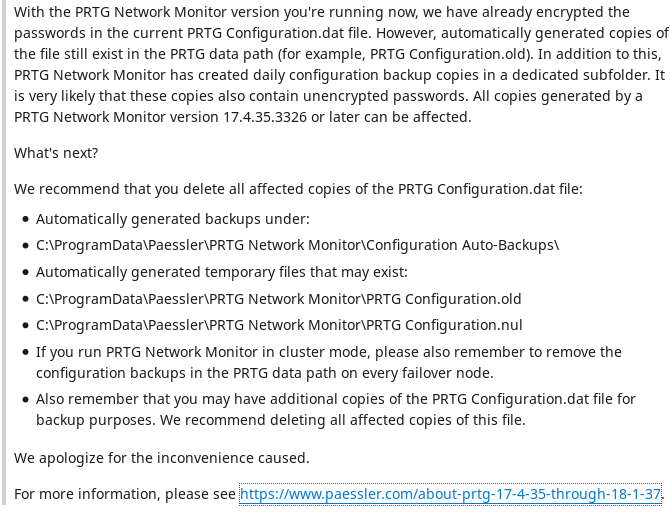 With the PRTG Network Monitor version you're running now, we have already encrypted the
passwords in the current PRTG Configuration.dat file. However, automatically generated copies of
the file still exist in the PRTG data path (for example, PRTG Configuration.old). In addition to this,
PRTG Network Monitor has created daily configuration backup copies in a dedicated subfolder. It
is very likely that these copies also contain unencrypted passwords. All copies generated by a
PRTG Network Monitor version 17.4.35.3326 or later can be affected.
What's next?
We recommend that you delete all affected copies of the PRTG Configuration.dat file:
• Automatically generated backups under:
• C:\ProgramData\Paessler\PRTG Network Monitor\Configuration Auto-Backups\
• Automatically generated temporary files that may exist:
• C:\ProgramData\Paessler\PRTG Network Monitor\PRTG Configuration.old
• C:\ProgramData\Paessler\PRTG Network Monitor\PRTG Configuration.nul
• If you run PRTG Network Monitor in cluster mode, please also remember to remove the
configuration backups in the PRTG data path on every failover node.
• Also remember that you may have additional copies of the PRTG Configuration.dat file for
backup purposes. We recommend deleting all affected copies of this file.
We apologize for the inconvenience caused.
For more information, please see https://www.paessler.com/about-prtg-17-4-35-through-18-1-37.